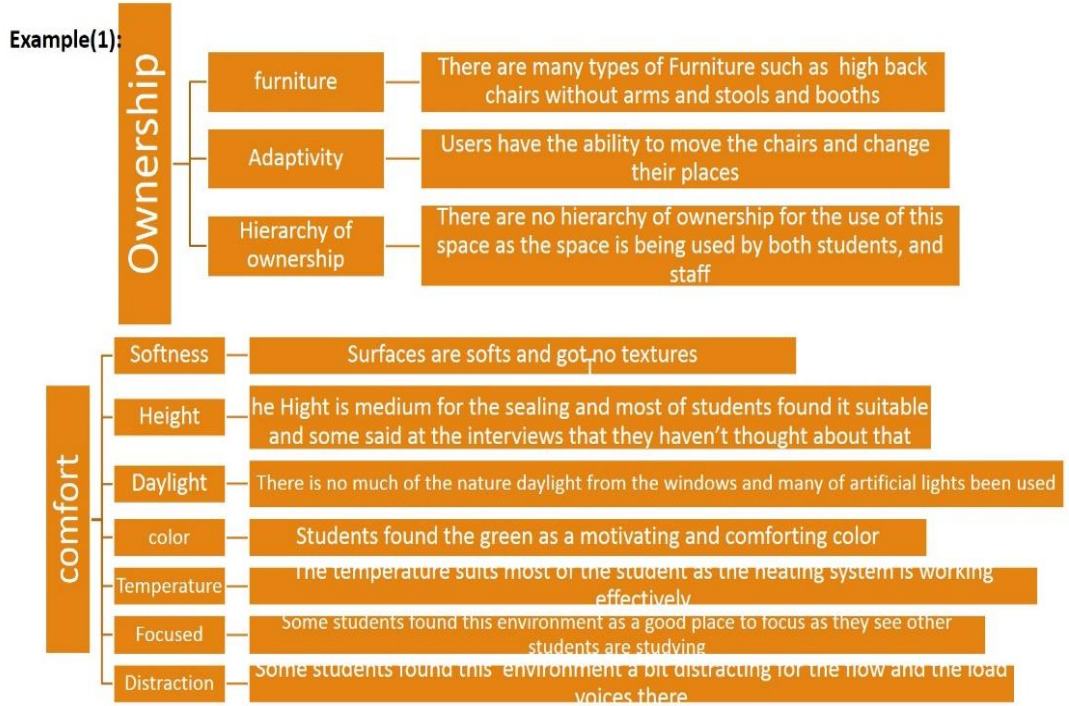 Example(1):
Ownership
furniture
There are many types of Furniture such as high back
chairs without arms and stools and booths
Adaptivity
Users have the ability to move the chairs and change
their places
Hierarchy of
ownership
There are no hierarchy of ownership for the use of this
space as the space is being used by both students, and
staff
comfort
Softness
Surfaces are softs and got no textures
Height
he Hight is medium for the sealing and most of students found it suitable
and some said at the interviews that they haven't thought about that
Daylight
There is no much of the nature daylight from the windows and many of artificial lights been used
color
Students found the green as a motivating and comforting color
Temperature
The temperature suits most of the student as the heating system is working
effectively
Focused
Some students found this environment as a good place to focus as they see other
students are studying
Distraction
Some students found this environment a bit distracting for the flow and the load
voices there